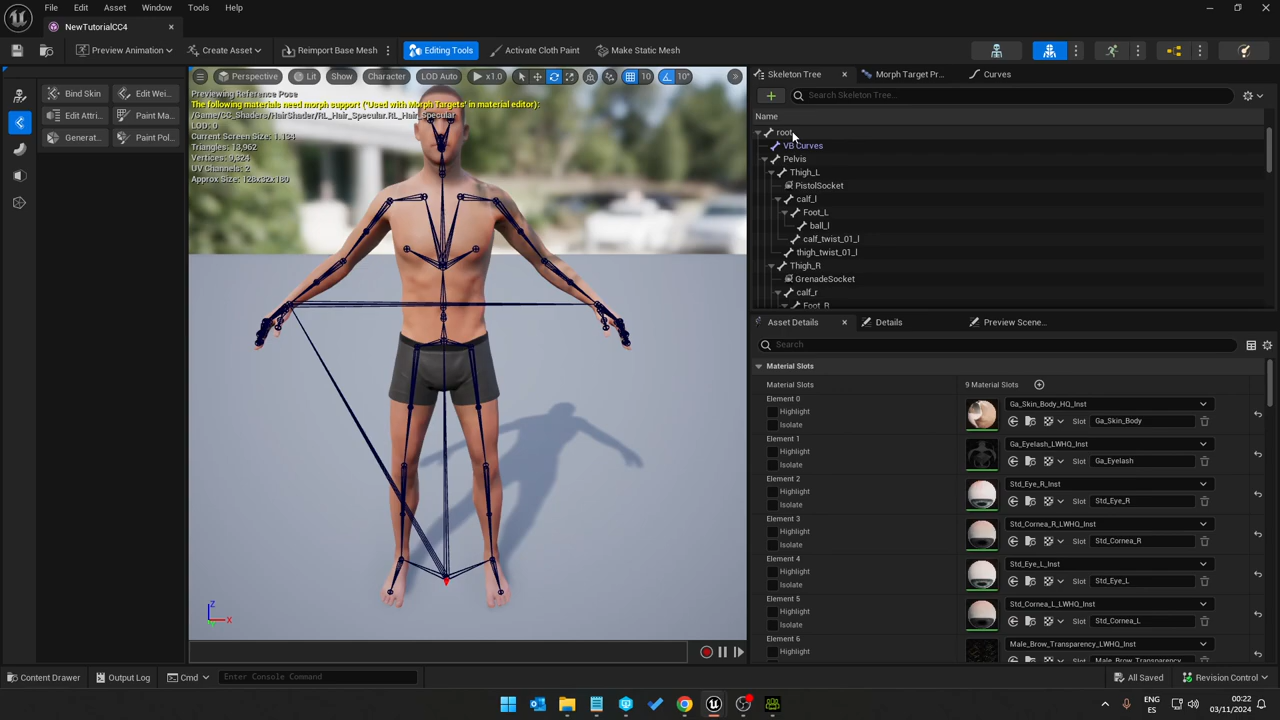 File Edit Asset Window Tools Help
NewTutorialCC4
Preview Animation Create Asset Reimport Base Mesh Editing Tools Activate Cloth Paint Make Static Mesh
Bind Skin Edit Wei...
Edit Attri... Paint Ma...
Generat... Paint Pol...
Perspective Lit Show Character LOD Auto x1.0 10 10°
Previewing Reference Pose
The following materials need morph support ('Used with Morph Targets' in material editor):
/Game/CC_Shaders/HairShader/RL_Hair_Specular.RL_Hair_Specular
LOD: 0
Current Screen Size: 1.134
Triangles: 13,962
Vertices: 9,324
UV Channels: 2
Approx Size: 128x32x180
Z
X
Skeleton Tree Morph Target Pr... Curves
Search Skeleton Tree...
Name
root
VB Curves
Pelvis
Thigh_L
PistolSocket
calf_l
Foot_L
ball_l
calf_twist_01_l
thigh_twist_01_l
Thigh_R
GrenadeSocket
calf_r
Foot_R
Asset Details Details Preview Scene...
Search
Material Slots
Material Slots 9 Material Slots
Element 0 Ga_Skin_Body_HQ_Inst
Highlight
Isolate Slot Ga_Skin_Body
Element 1 Ga_Eyelash_LWHQ_Inst
Highlight
Isolate Slot Ga_Eyelash
Element 2 Std_Eye_R_Inst
Highlight
Isolate Slot Std_Eye_R
Element 3 Std_Cornea_R_LWHQ_Inst
Highlight
Isolate Slot Std_Cornea_R
Element 4 Std_Eye_L_Inst
Highlight
Isolate Slot Std_Eye_L
Element 5 Std_Cornea_L_LWHQ_Inst
Highlight
Isolate Slot Std_Cornea_L
Element 6 Male_Brow_Transparency_LWHQ_Inst
Highlight
Slot Male_Brow_Transparency
Content Drawer Output Log Cmd Enter Console Command All Saved Revision Control
ENG
ES
00:22
03/11/2024